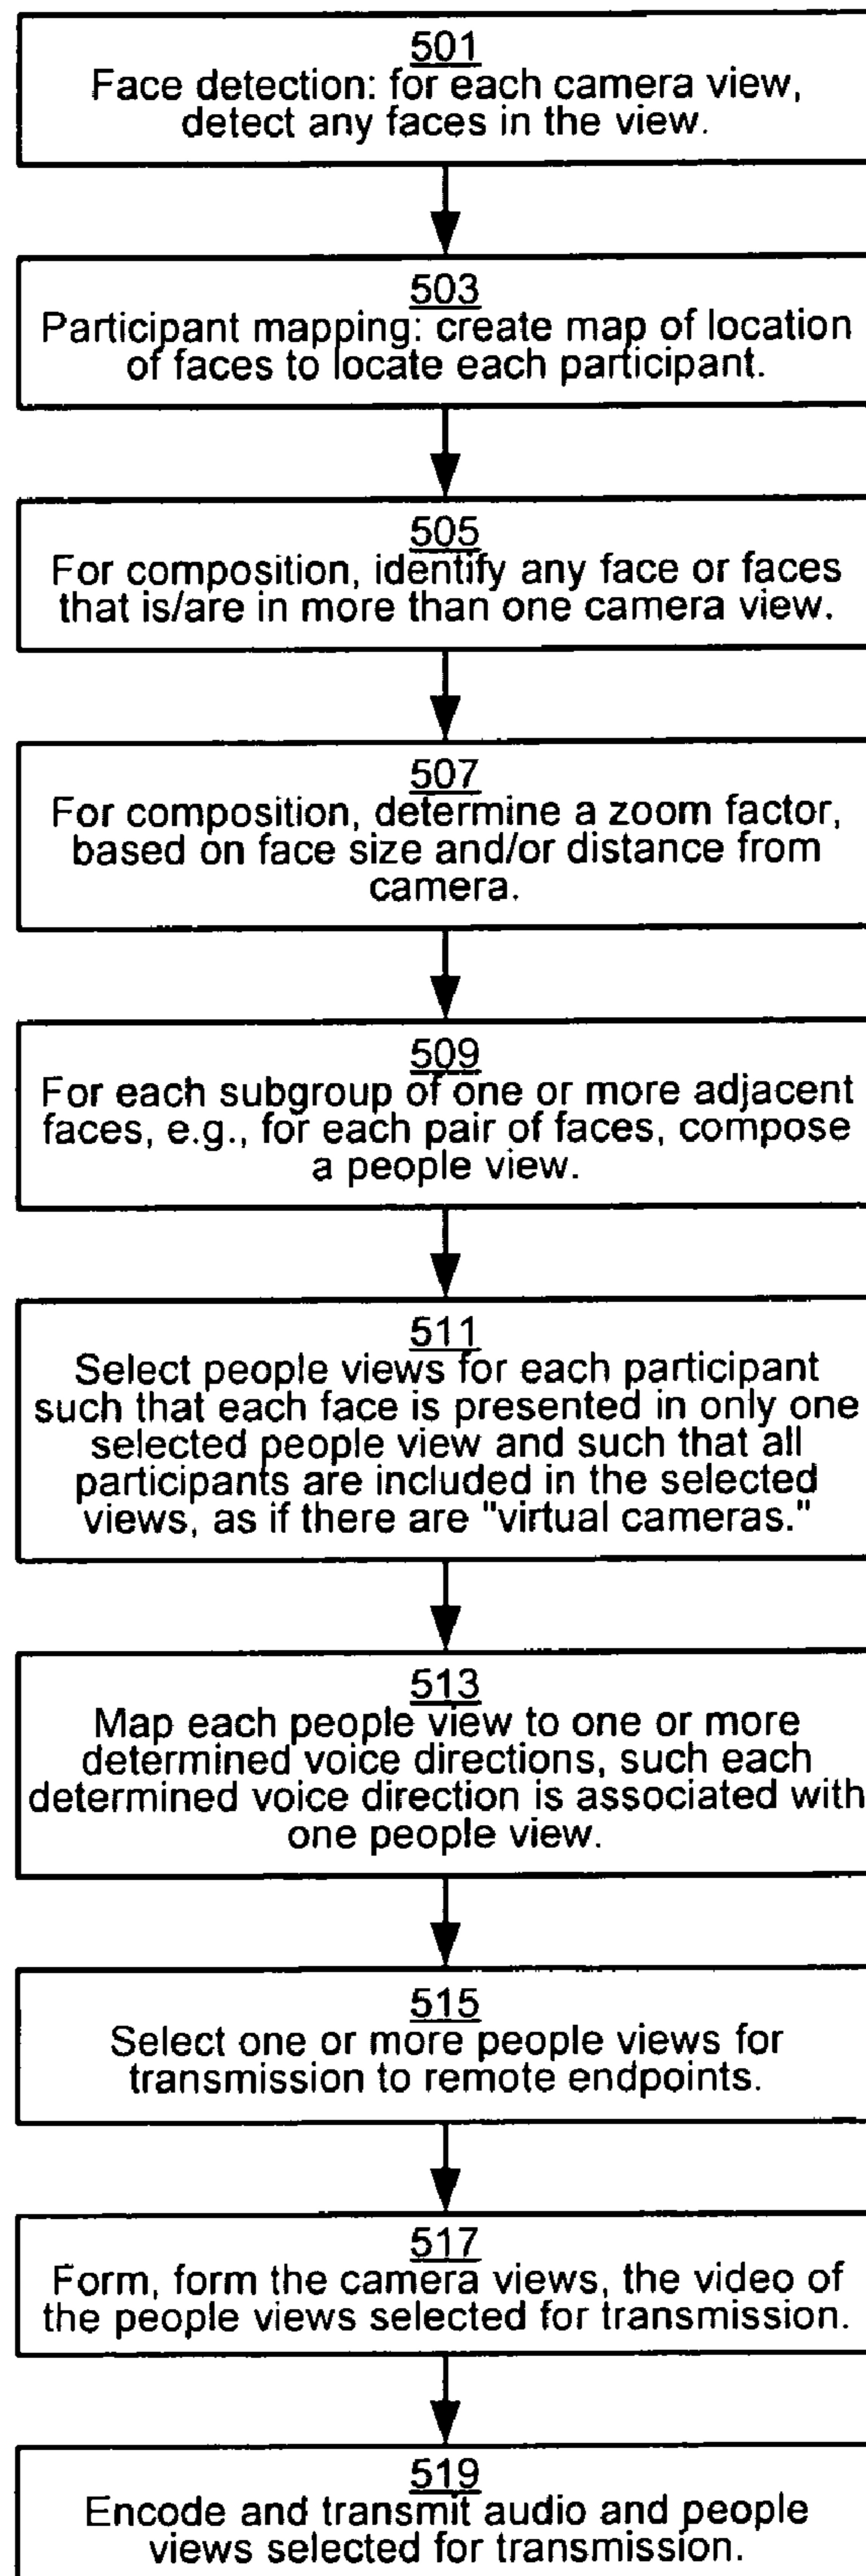 501
Face detection: for each camera view,
detect any faces in the view.
503
Participant mapping: create map of location
of faces to locate each participant.
505
For composition, identify any face or faces
that is/are in more than one camera view.
507
For composition, determine a zoom factor,
based on face size and/or distance from
camera.
509
For each subgroup of one or more adjacent
faces, e.g., for each pair of faces, compose
a people view.
511
Select people views for each participant
such that each face is presented in only one
selected people view and such that all
participants are included in the selected
views, as if there are "virtual cameras."
513
Map each people view to one or more
determined voice directions, such each
determined voice direction is associated with
one people view.
515
Select one or more people views for
transmission to remote endpoints.
517
Form, form the camera views, the video of
the people views selected for transmission.
519
Encode and transmit audio and people
views selected for transmission.